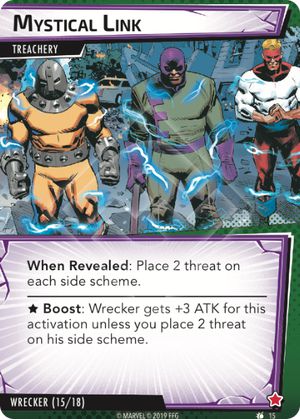 Mystical Link
TREACHERY
When Revealed: Place 2 threat on
each side scheme.
★ Boost: Wrecker gets +3 ATK for this
activation unless you place 2 threat
on his side scheme.
WRECKER (15/18)
© MARVEL © 2019 FFG
15